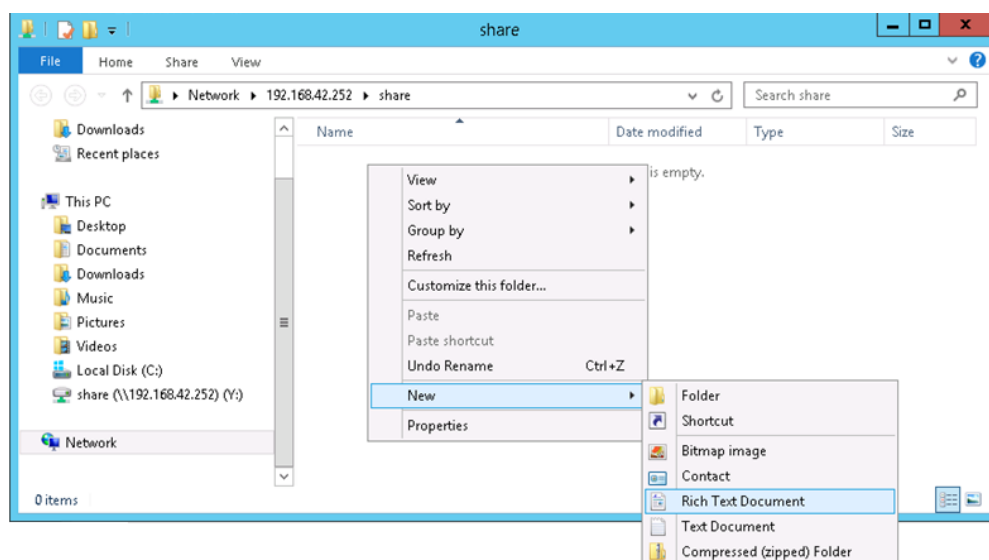 share
File Home Share View
Network 192.168.42.252 share
Search share
Downloads
Recent places
This PC
Desktop
Documents
Downloads
Music
Pictures
Videos
Local Disk (C:)
share (\\192.168.42.252) (Y:)
Network
Name Date modified Type Size
is empty.
View
Sort by
Group by
Refresh
Customize this folder...
Paste
Paste shortcut
Undo Rename Ctrl+Z
New
Properties
Folder
Shortcut
Bitmap image
Contact
Rich Text Document
Text Document
Compressed (zipped) Folder
0 items